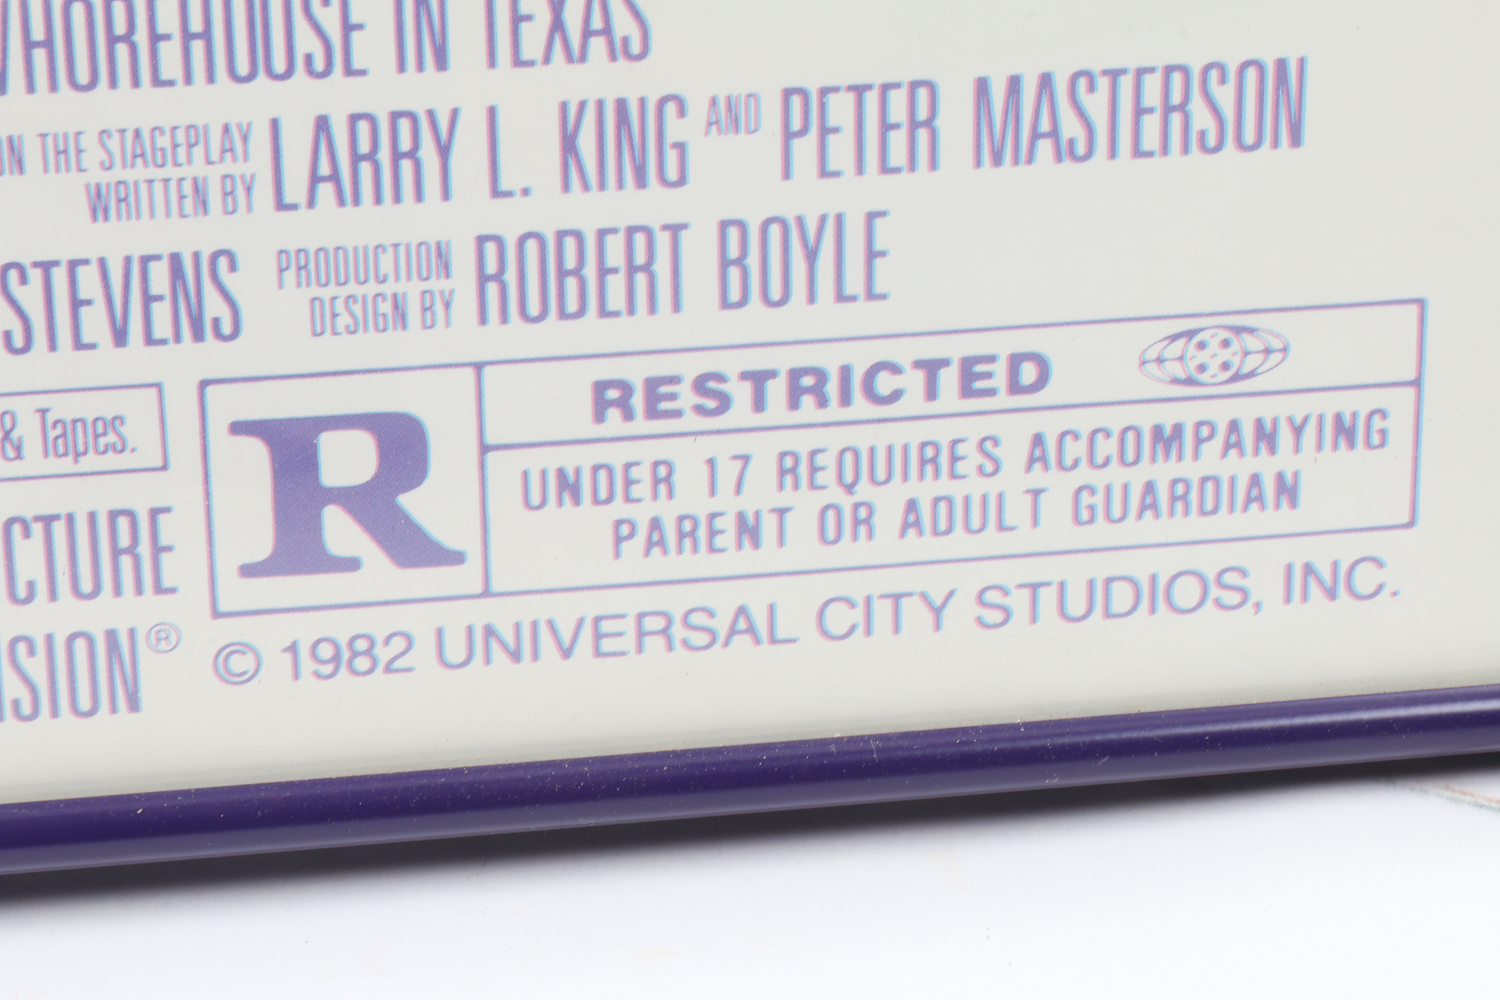 WHOREHOUSE IN TEXAS
ON THE STAGEPLAY WRITTEN BY LARRY L. KING AND PETER MASTERSON
STEVENS PRODUCTION DESIGN BY ROBERT BOYLE
& Tapes.
R
RESTRICTED
UNDER 17 REQUIRES ACCOMPANYING
PARENT OR ADULT GUARDIAN
CTURE
ISION®
© 1982 UNIVERSAL CITY STUDIOS, INC.